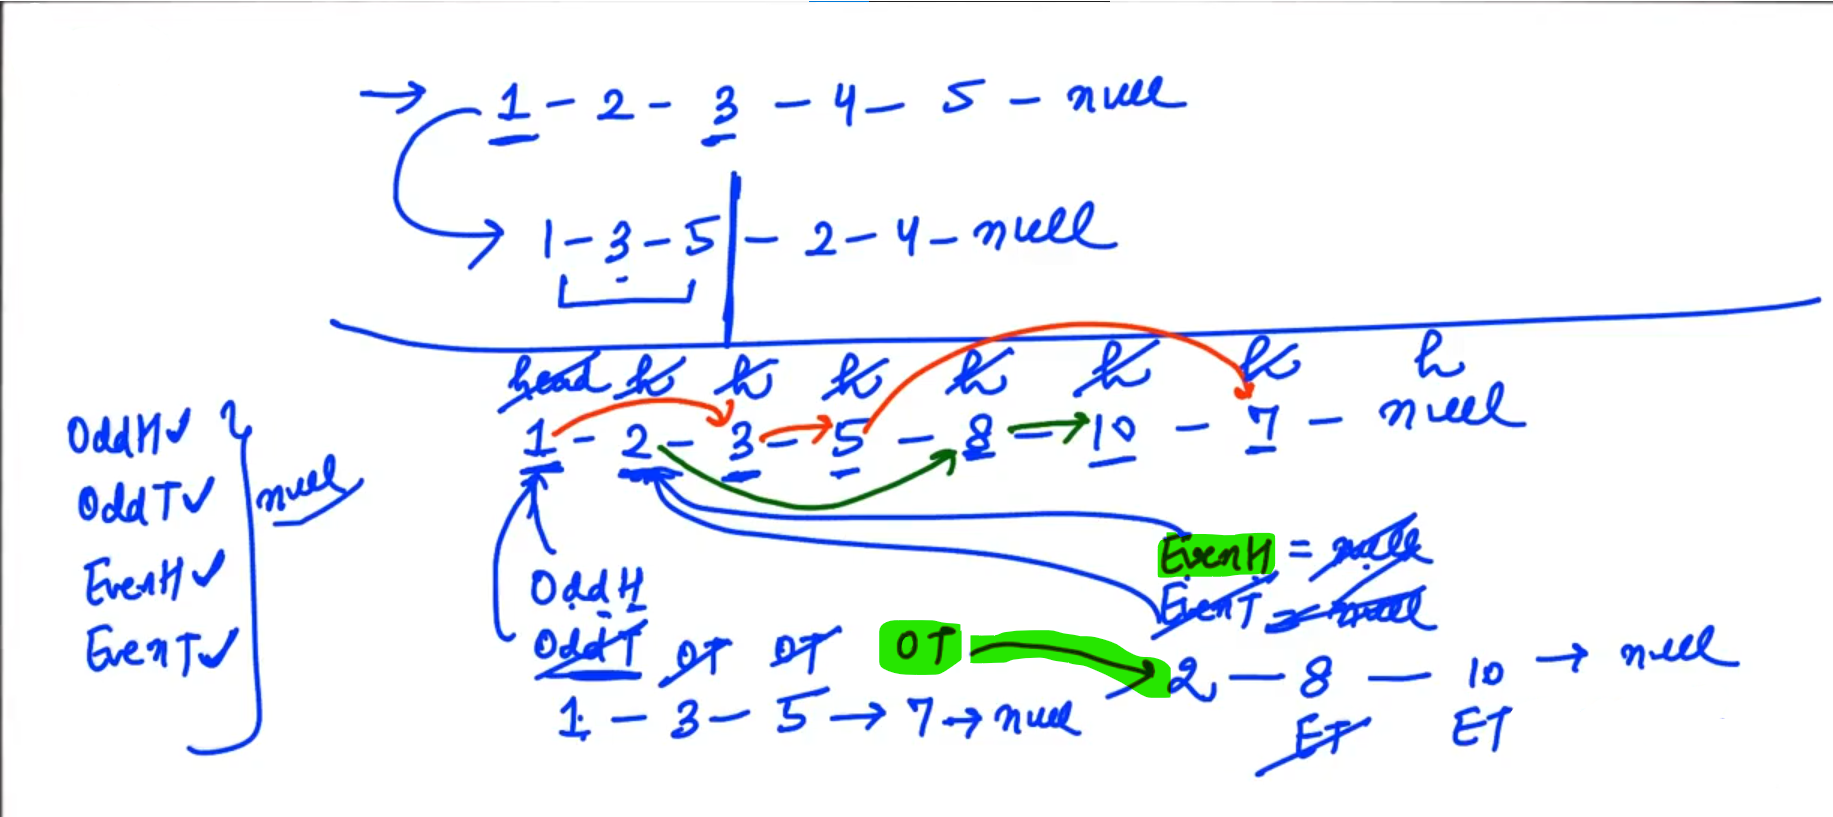 → 1 - 2 - 3 - 4 - 5 - null
1 - 3 - 5 - 2 - 4 - null
head h h h h h h h
1 - 2 - 3 - 5 - 8 - 10 - 7 - null
OddH✓
OddT✓
EvenH✓
EvenT✓
null
EvenH = null
EvenT = null
OddH
OddT OT OT OT
1 - 3 - 5 → 7 → null
2 - 8 - 10 → null
ET ET